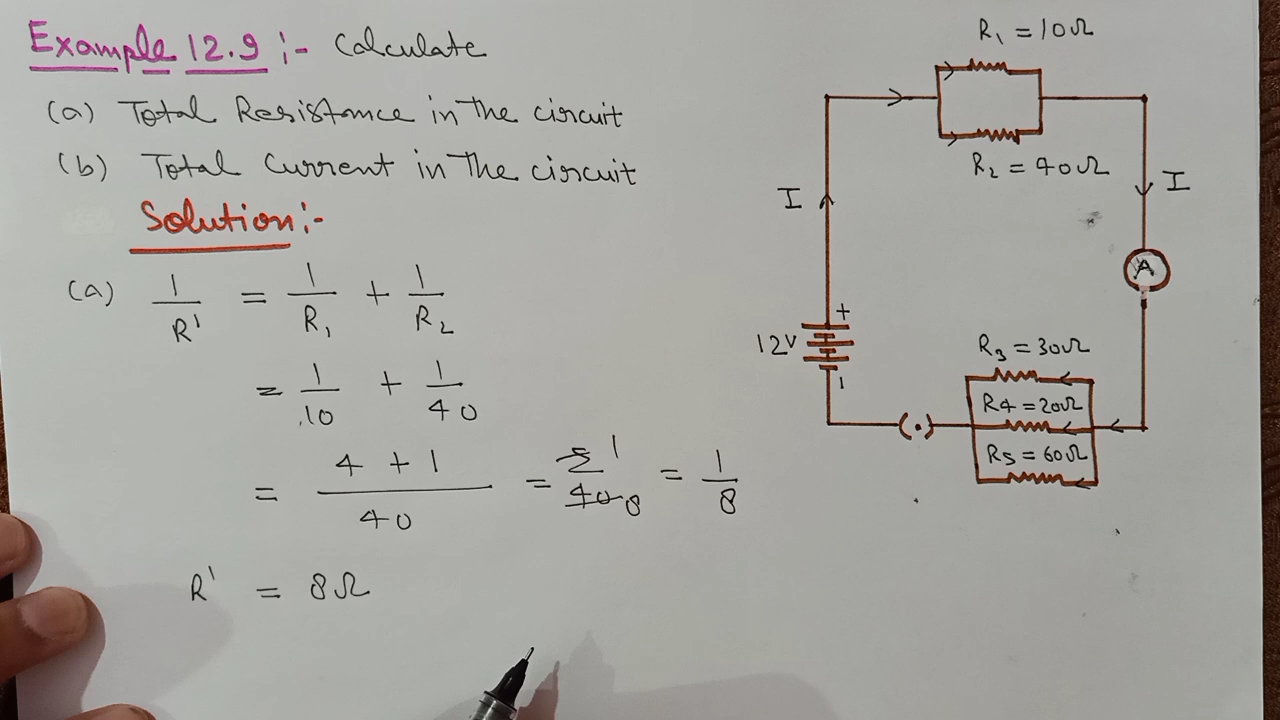 Example 12.9 :- Calculate
(a) Total Resistance in the circuit
(b) Total Current in the circuit
Solution:-
(a) 1/R' = 1/R₁ + 1/R₂
= 1/10 + 1/40
= (4 + 1)/40 = 5/40 1 8 = 1/8
R' = 8Ω
R₁ = 10Ω
R₂ = 40Ω
I
I
A
+
12V
R₃ = 30Ω
R4 = 20Ω
R5 = 60Ω